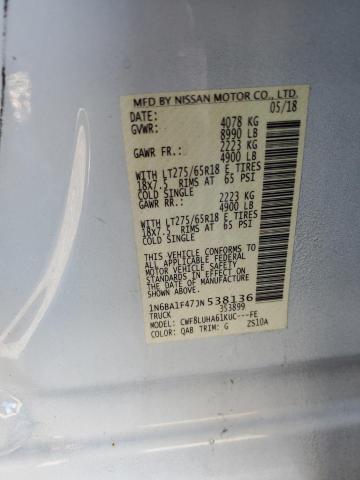 MFD BY NISSAN MOTOR CO., LTD.
DATE: 05/18
GVWR: 4078 KG
8990 LB
GAWR FR.: 2223 KG
4900 LB
WITH LT275/65R18 E, TIRES
18X7.5, RIMS AT 65 PSI
COLD SINGLE
GAWR RR.: 2223 KG
4900 LB
WITH LT275/65R18 E, TIRES
18X7.5, RIMS AT 65 PSI
COLD SINGLE
THIS VEHICLE CONFORMS TO ALL
APPLICABLE FEDERAL
MOTOR VEHICLE SAFETY
STANDARDS IN EFFECT ON THE
DATE OF MANUFACTURE
SHOWN ABOVE.
1N6BA1F47JN538136
TRUCK 353899
MODEL: CWF8LUHA61KUC---FE
COLOR: QAB TRIM: G ZS10A